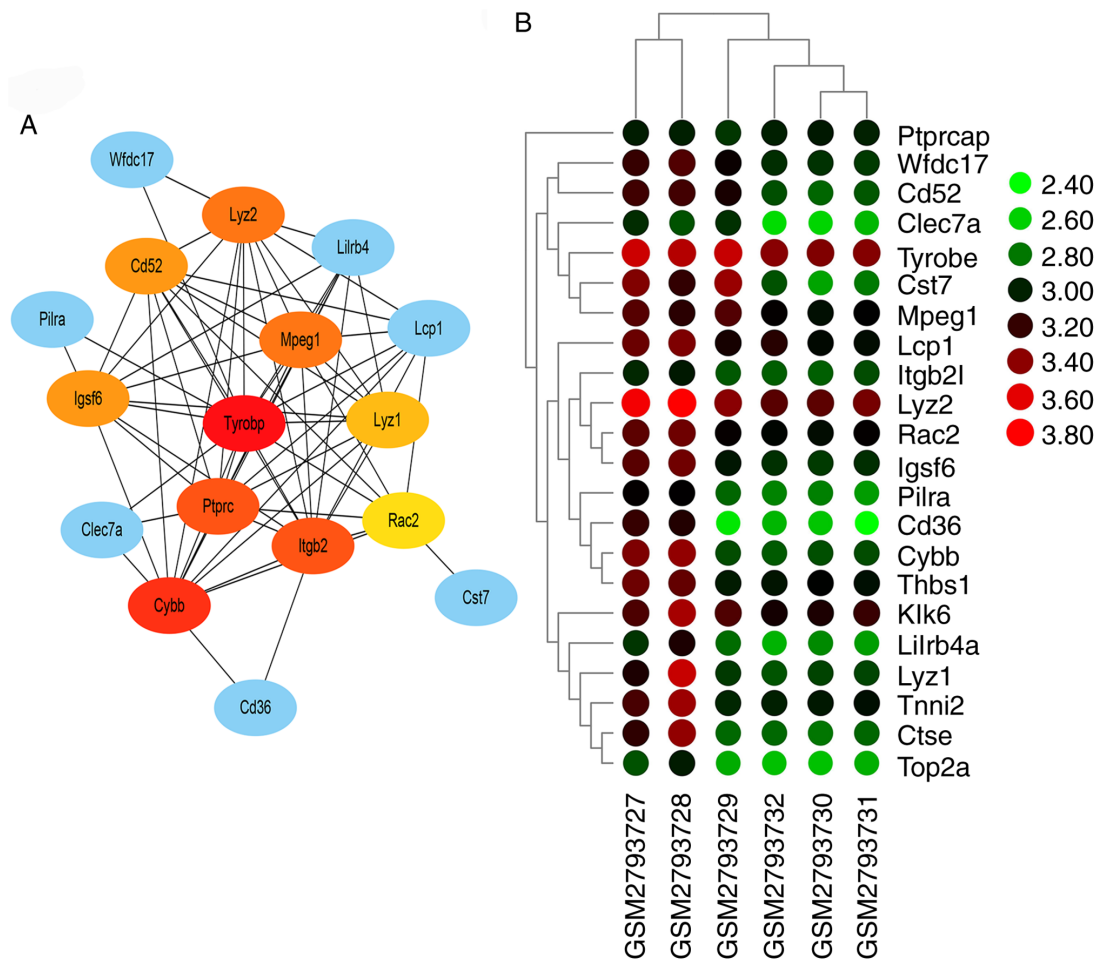 A
Wfdc17
Lyz2
Lilrb4
Cd52
Pilra
Lcp1
Mpeg1
Igsf6
Tyrobp
Lyz1
Ptprc
Rac2
Clec7a
Itgb2
Cybb
Cst7
Cd36
B
Ptprcap
Wfdc17
Cd52
Clec7a
Tyrobe
Cst7
Mpeg1
Lcp1
Itgb2l
Lyz2
Rac2
Igsf6
Pilra
Cd36
Cybb
Thbs1
Klk6
Lilrb4a
Lyz1
Tnni2
Ctse
Top2a
2.40
2.60
2.80
3.00
3.20
3.40
3.60
3.80
GSM2793727
GSM2793728
GSM2793729
GSM2793732
GSM2793730
GSM2793731